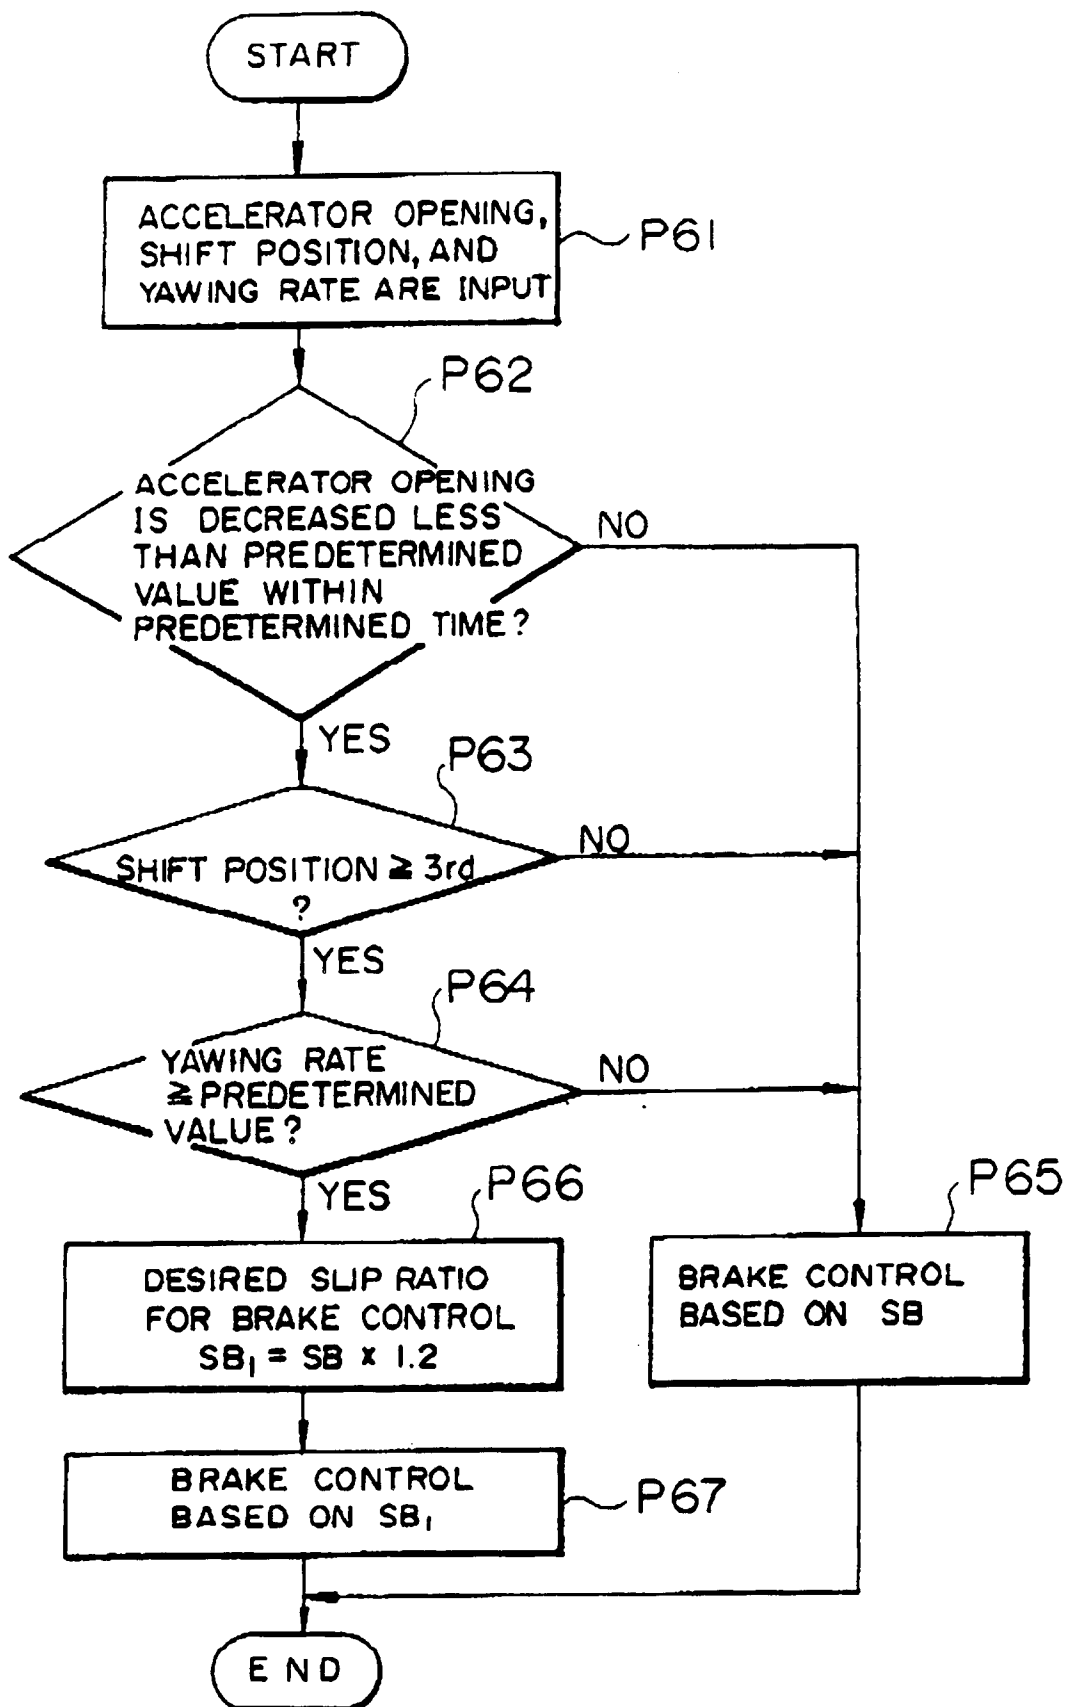 START
ACCELERATOR OPENING,
SHIFT POSITION, AND
YAWING RATE ARE INPUT
P61
P62
ACCELERATOR OPENING
IS DECREASED LESS
THAN PREDETERMINED
VALUE WITHIN
PREDETERMINED TIME?
NO
YES
P63
SHIFT POSITION ≧ 3rd
?
NO
YES
P64
YAWING RATE
≧ PREDETERMINED
VALUE?
NO
YES
P66
DESIRED SLIP RATIO
FOR BRAKE CONTROL
SB₁ = SB × 1.2
P65
BRAKE CONTROL
BASED ON SB
BRAKE CONTROL
BASED ON SB₁
P67
END